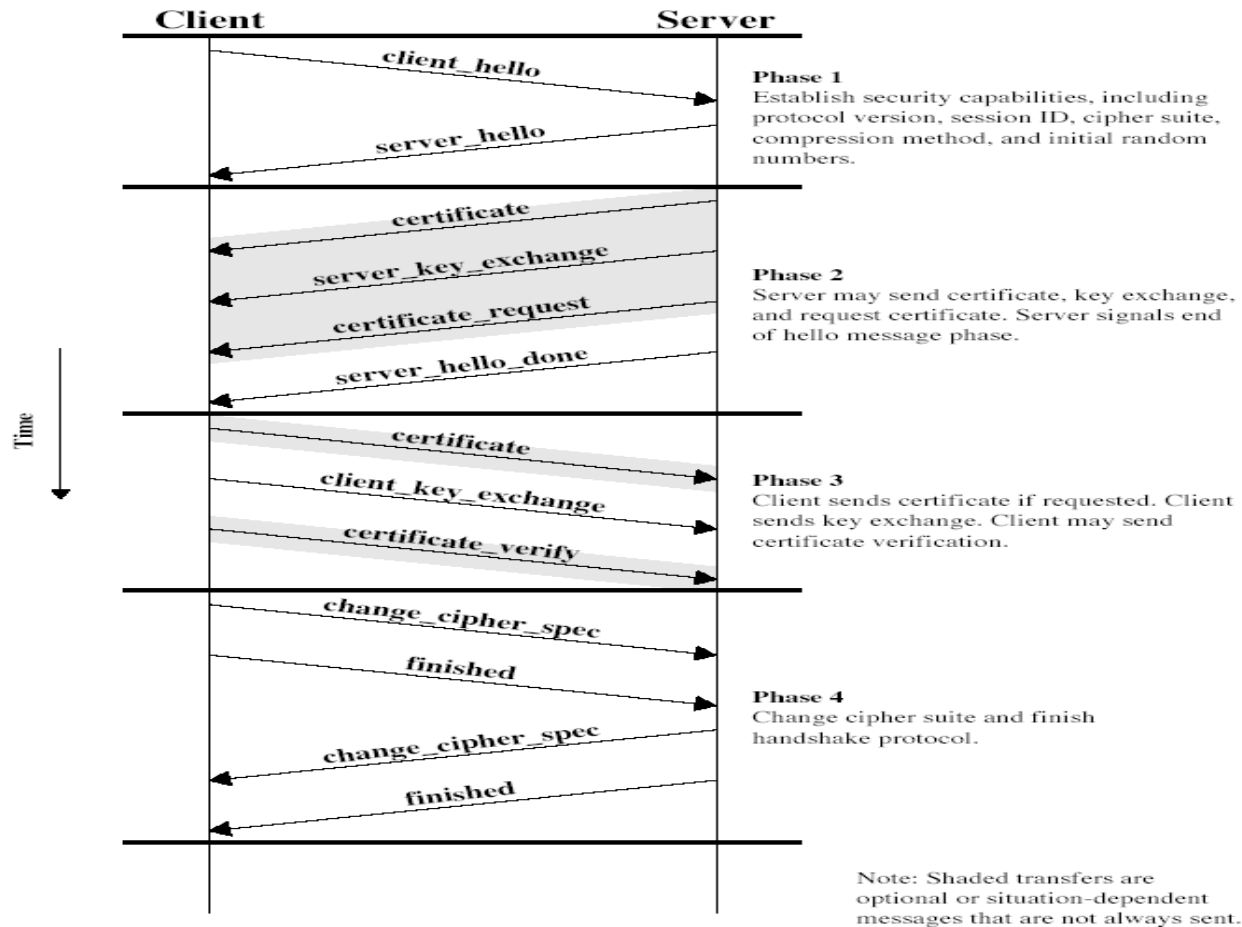 Client Server
client_hello
server_hello
Phase 1
Establish security capabilities, including
protocol version, session ID, cipher suite,
compression method, and initial random
numbers.
certificate
server_key_exchange
certificate_request
server_hello_done
Phase 2
Server may send certificate, key exchange,
and request certificate. Server signals end
of hello message phase.
Time
certificate
client_key_exchange
certificate_verify
Phase 3
Client sends certificate if requested. Client
sends key exchange. Client may send
certificate verification.
change_cipher_spec
finished
change_cipher_spec
finished
Phase 4
Change cipher suite and finish
handshake protocol.
Note: Shaded transfers are
optional or situation-dependent
messages that are not always sent.